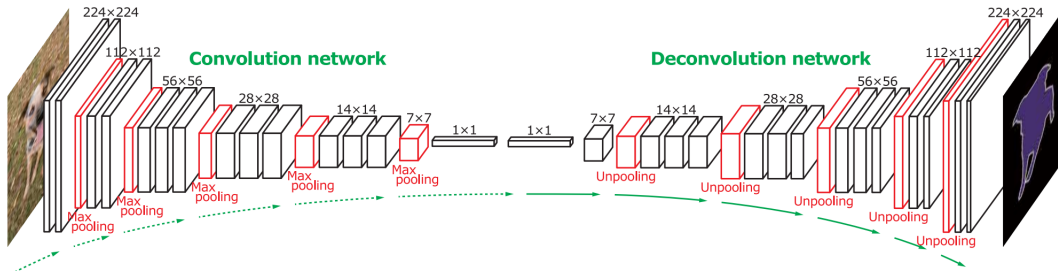 224×224
112×112
56×56
Convolution network
28×28
14×14
7×7
1×1
1×1
7×7
14×14
Deconvolution network
28×28
56×56
112×112
224×224
Max
pooling
Max
pooling
Max
pooling
Max
pooling
Max
pooling
Unpooling
Unpooling
Unpooling
Unpooling
Unpooling